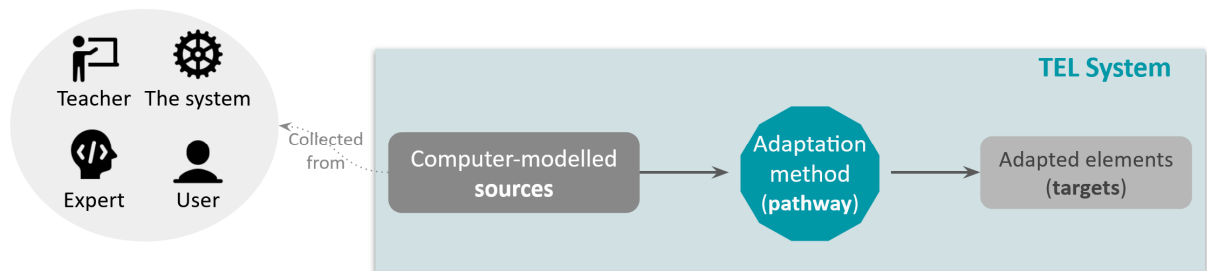 Teacher
The system
Expert
User
Collected
from
TEL System
Computer-modelled
sources
Adaptation
method
(pathway)
Adapted elements
(targets)